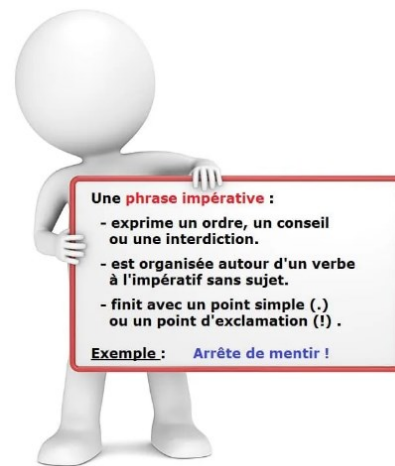 Une phrase impérative :
- exprime un ordre, un conseil
ou une interdiction.
- est organisée autour d'un verbe
à l'impératif sans sujet.
- finit avec un point simple (.)
ou un point d'exclamation (!) .
Exemple : Arrête de mentir !